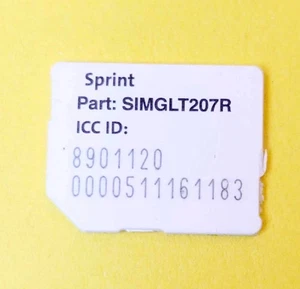 Sprint
Part: SIMGLT207R
ICC ID:
8901120
0000511161183